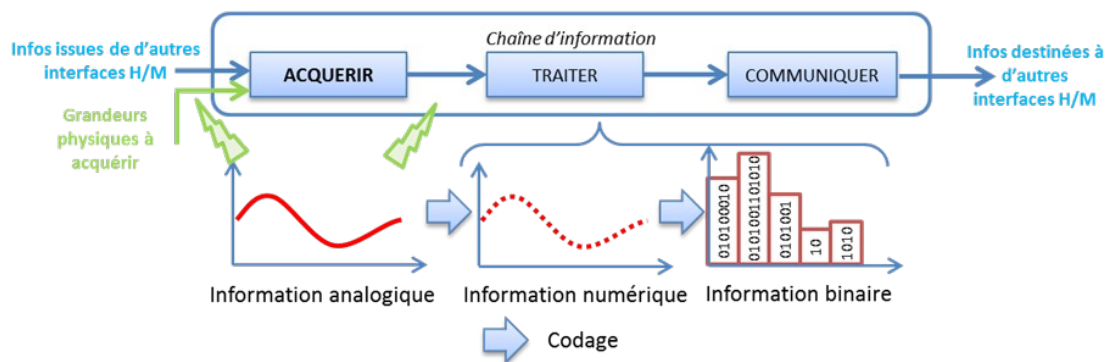 Chaîne d'information
Infos issues de d'autres
interfaces H/M
ACQUERIR
TRAITER
COMMUNIQUER
Infos destinées à
d'autres
interfaces H/M
Grandeurs
physiques à
acquérir
010100010
0101001101010
0101001
10
1010
Information analogique
Information numérique
Information binaire
Codage